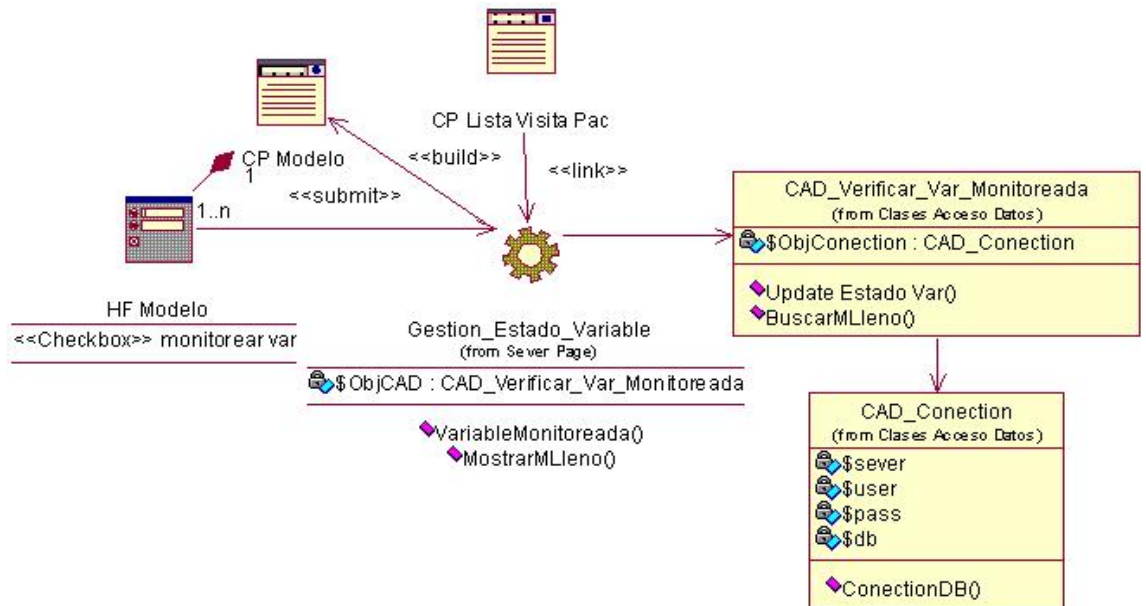 CP Lista Visita Pac
<<build>>
<<link>>
CP Modelo
1
<<submit>>
1..n
HF Modelo
<<Checkbox>> monitorear var
Gestion_Estado_Variable
(from Sever Page)
$ObjCAD : CAD_Verificar_Var_Monitoreada
VariableMonitoreada()
MostrarMLleno()
CAD_Verificar_Var_Monitoreada
(from Clases Acceso Datos)
$ObjConection : CAD_Conection
Update Estado Var()
BuscarMLleno()
CAD_Conection
(from Clases Acceso Datos)
$sever
$user
$pass
$db
ConectionDB()